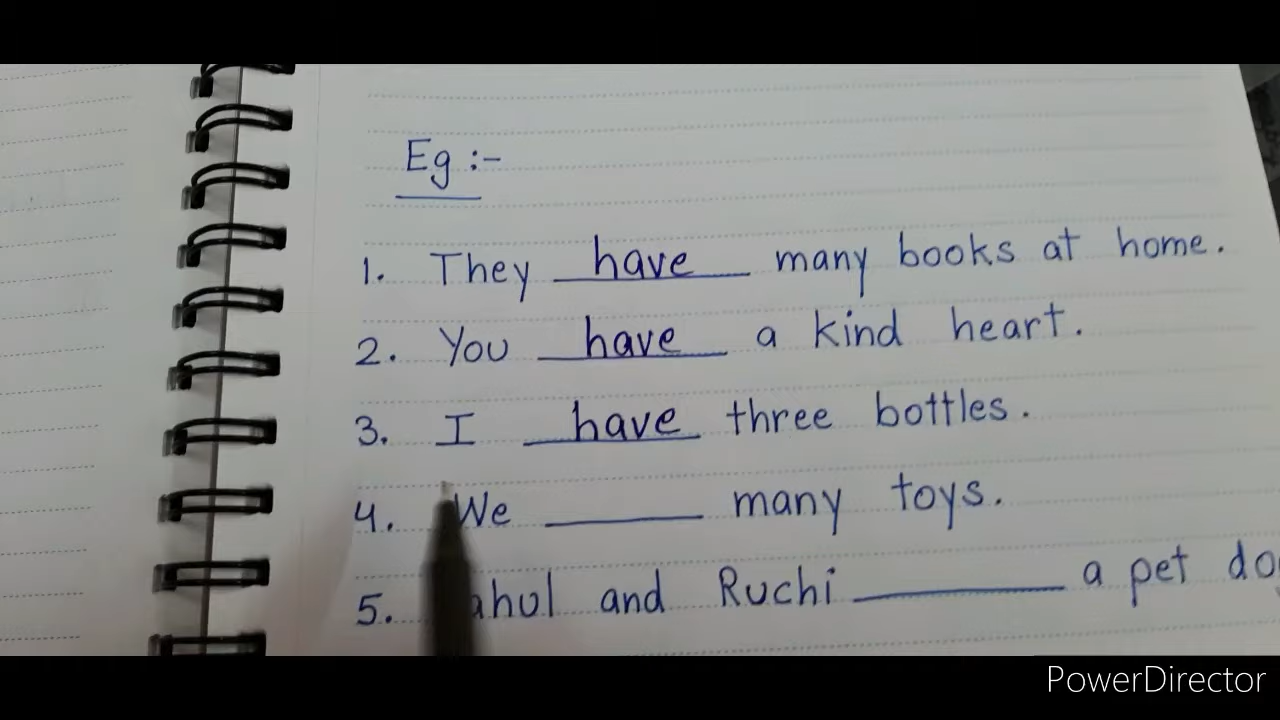 Eg :-
1. They have many books at home.
2. You have a kind heart.
3. I have three bottles.
4. We ______ many toys.
5. and Ruchi ______ a pet
PowerDirector